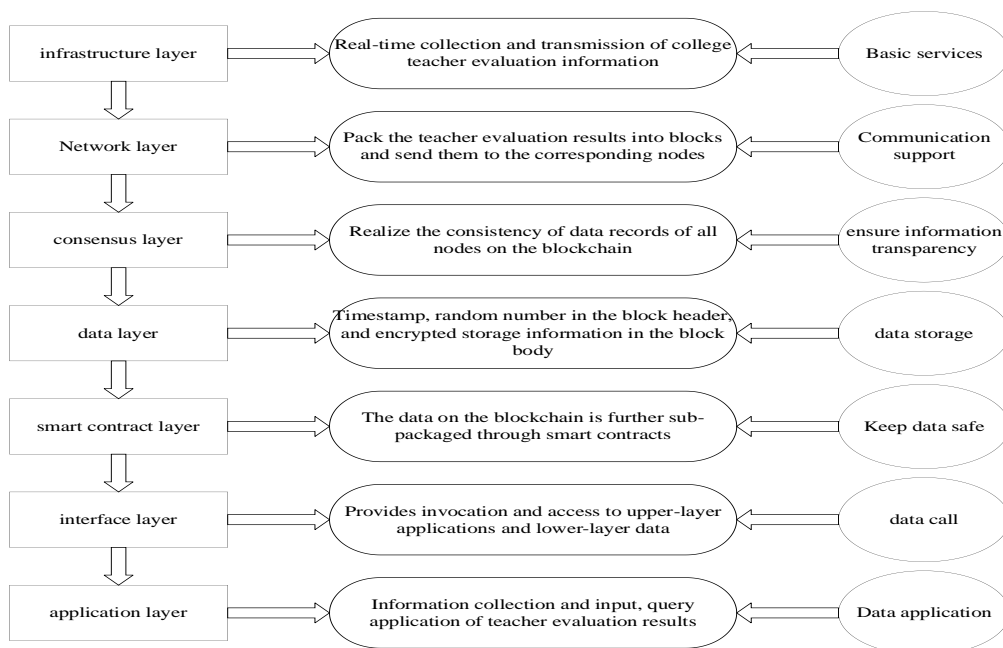 infrastructure layer
Real-time collection and transmission of college
teacher evaluation information
Basic services
Network layer
Pack the teacher evaluation results into blocks
and send them to the corresponding nodes
Communication
support
consensus layer
Realize the consistency of data records of all
nodes on the blockchain
ensure information
transparency
data layer
Timestamp, random number in the block header,
and encrypted storage information in the block
body
data storage
smart contract layer
The data on the blockchain is further sub-
packaged through smart contracts
Keep data safe
interface layer
Provides invocation and access to upper-layer
applications and lower-layer data
data call
application layer
Information collection and input, query
application of teacher evaluation results
Data application